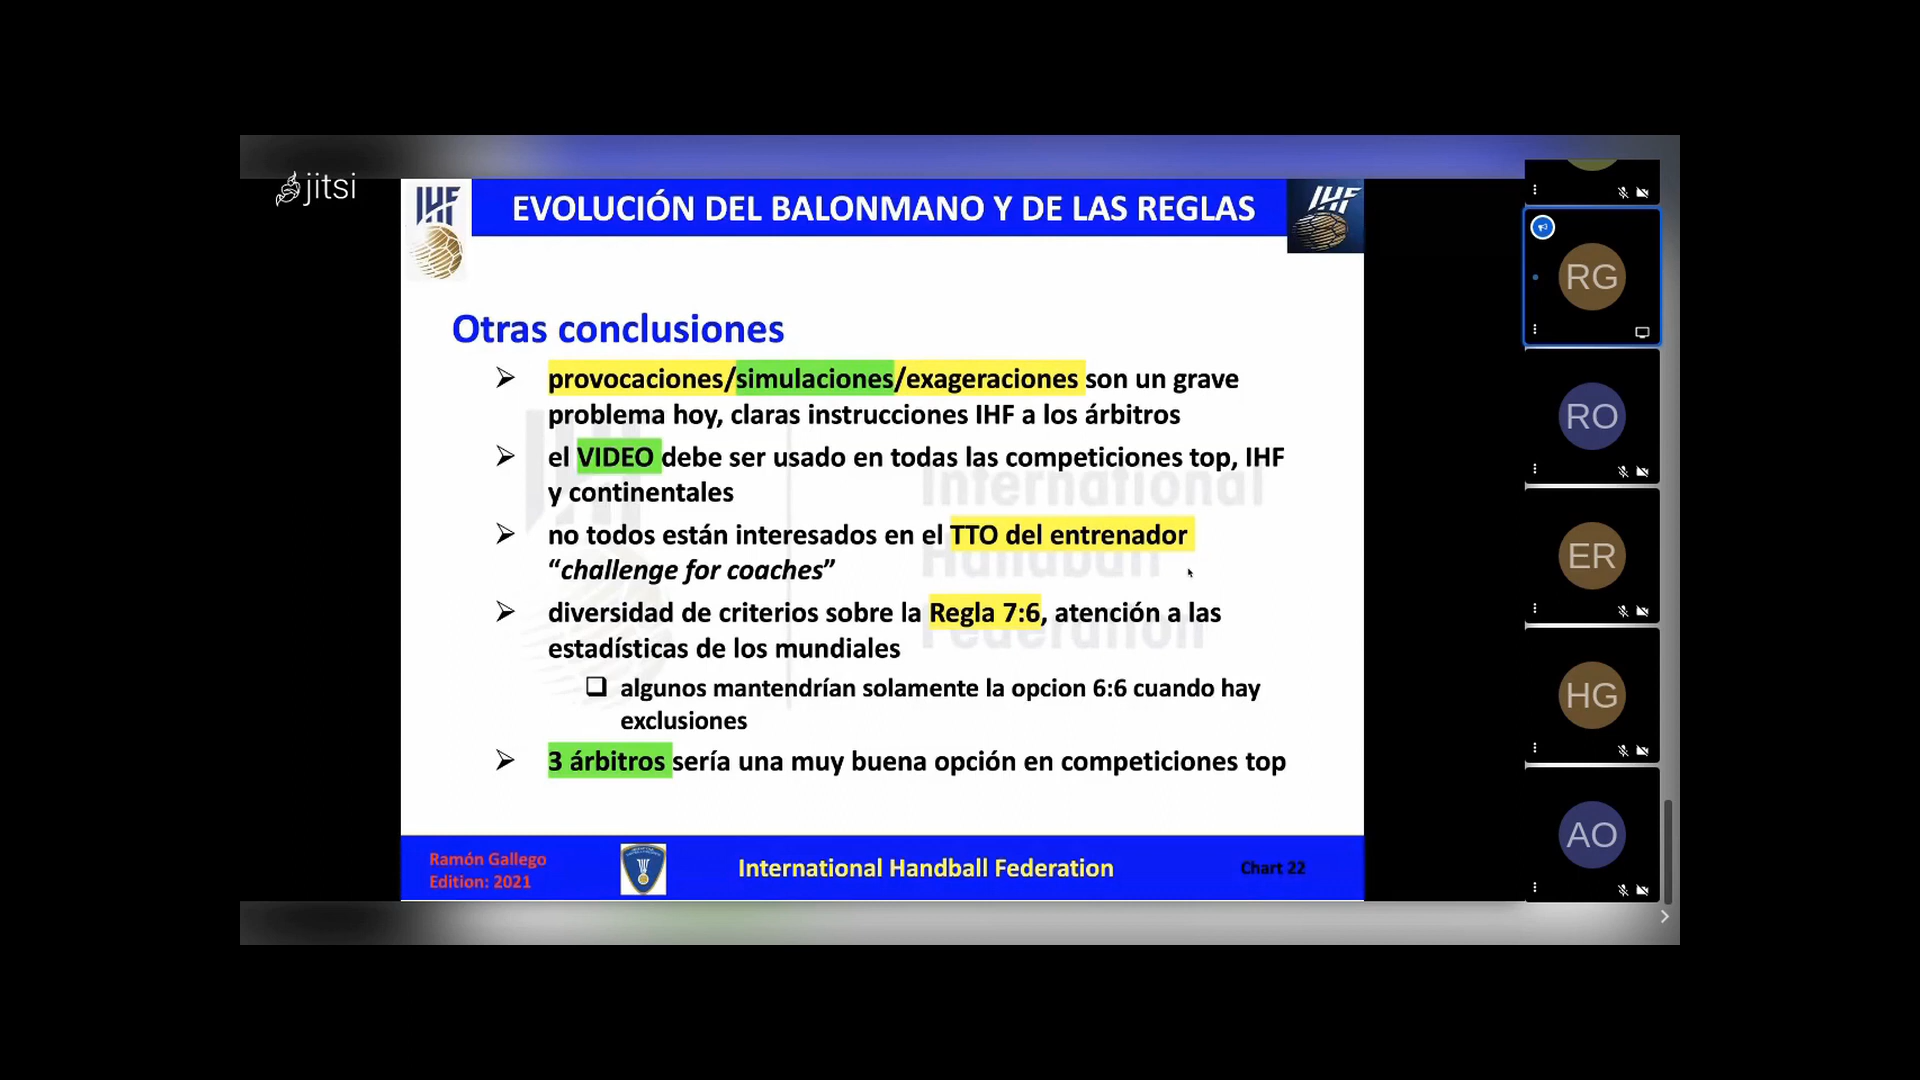 jitsi
IHF
EVOLUCIÓN DEL BALONMANO Y DE LAS REGLAS
IHF
Otras conclusiones
provocaciones/simulaciones/exageraciones son un grave
problema hoy, claras instrucciones IHF a los árbitros
el VIDEO debe ser usado en todas las competiciones top, IHF
y continentales
no todos están interesados en el TTO del entrenador
“challenge for coaches”
diversidad de criterios sobre la Regla 7:6, atención a las
estadísticas de los mundiales
algunos mantendrían solamente la opcion 6:6 cuando hay
exclusiones
3 árbitros sería una muy buena opción en competiciones top
IHF
International
Handball
Federation
Ramón Gallego
Edition: 2021
International Handball Federation
Chart 22
RG
RO
ER
HG
AO